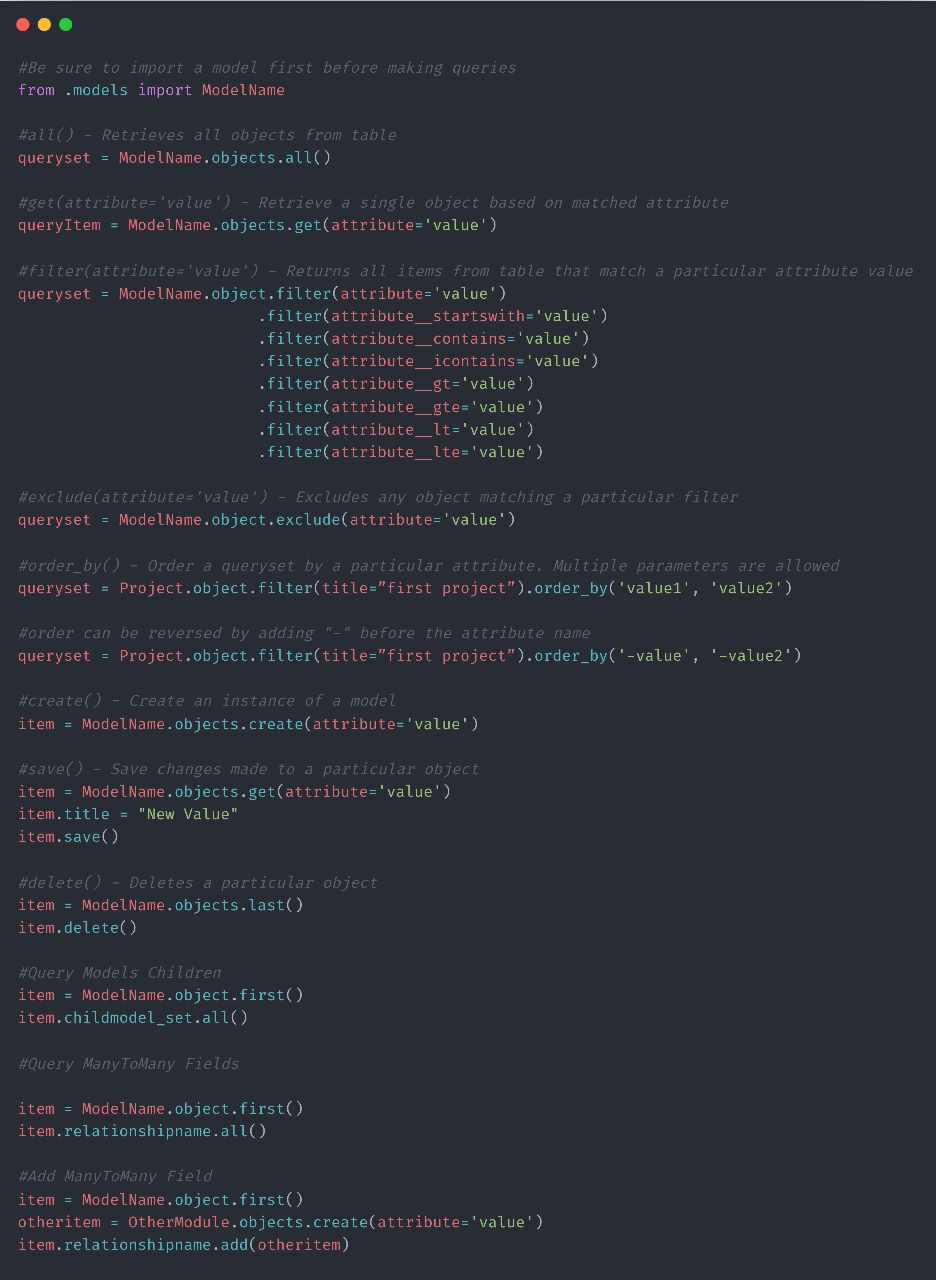 #Be sure to import a model first before making queries
from .models import ModelName
#all() - Retrieves all objects from table
queryset = ModelName.objects.all()
#get(attribute='value') - Retrieve a single object based on matched attribute
queryItem = ModelName.objects.get(attribute='value')
#filter(attribute='value') - Returns all items from table that match a particular attribute value
queryset = ModelName.object.filter(attribute='value')
.filter(attribute__startswith='value')
.filter(attribute__contains='value')
.filter(attribute__icontains='value')
.filter(attribute__gt='value')
.filter(attribute__gte='value')
.filter(attribute__lt='value')
.filter(attribute__lte='value')
#exclude(attribute='value') - Excludes any object matching a particular filter
queryset = ModelName.object.exclude(attribute='value')
#order_by() - Order a queryset by a particular attribute. Multiple parameters are allowed
queryset = Project.object.filter(title=”first project”).order_by('value1', 'value2')
#order can be reversed by adding "-" before the attribute name
queryset = Project.object.filter(title=”first project”).order_by('-value', '-value2')
#create() - Create an instance of a model
item = ModelName.objects.create(attribute='value')
#save() - Save changes made to a particular object
item = ModelName.objects.get(attribute='value')
item.title = "New Value"
item.save()
#delete() - Deletes a particular object
item = ModelName.objects.last()
item.delete()
#Query Models Children
item = ModelName.object.first()
item.childmodel_set.all()
#Query ManyToMany Fields
item = ModelName.object.first()
item.relationshipname.all()
#Add ManyToMany Field
item = ModelName.object.first()
otheritem = OtherModule.objects.create(attribute='value')
item.relationshipname.add(otheritem)